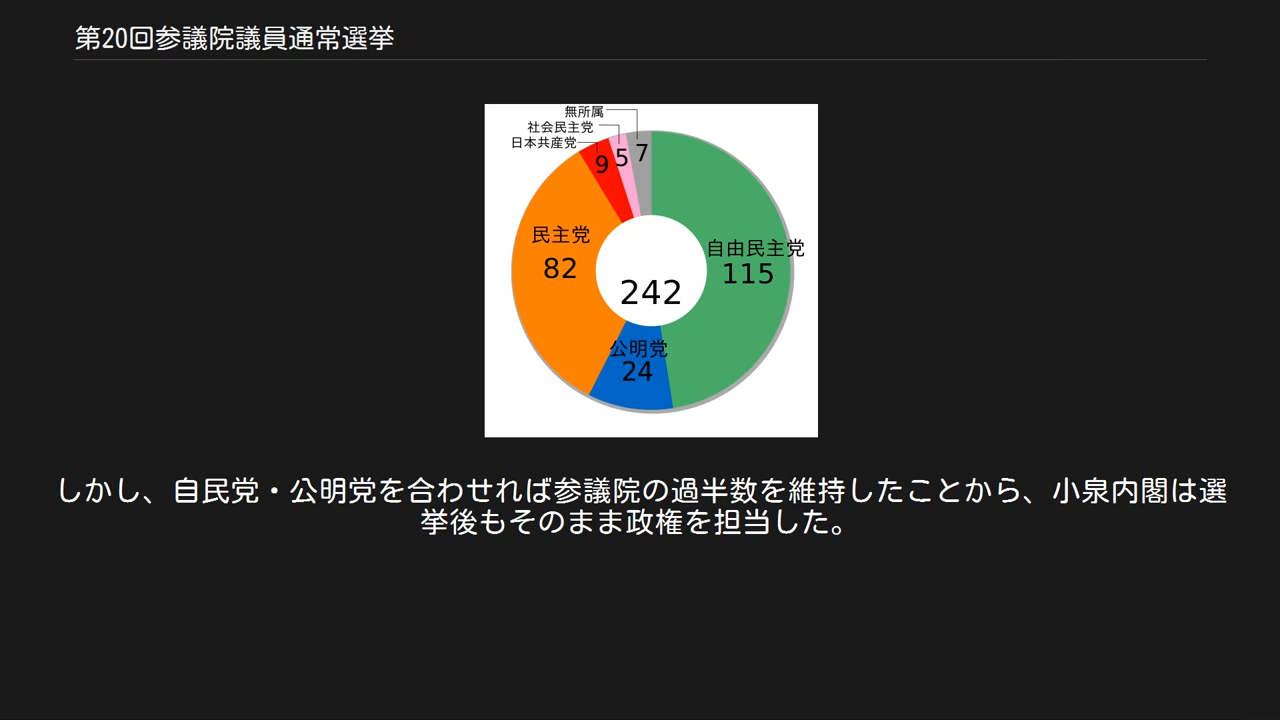 第20回参議院議員通常選挙
無所属
社会民主党
日本共産党
9
5
7
民主党
82
自由民主党
115
242
公明党
24
しかし、自民党・公明党を合わせれば参議院の過半数を維持したことから、小泉内閣は選
挙後もそのまま政権を担当した。